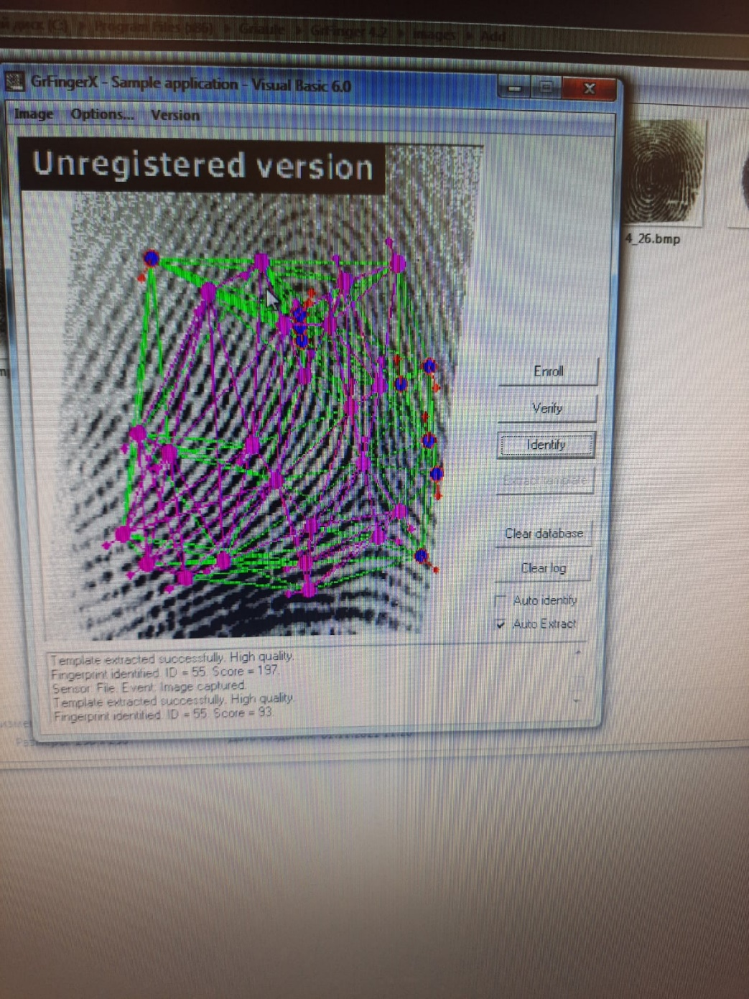 й диск (C:) ▸ Program Files (x86) ▸ Griaule ▸ GrFinger 4.2 ▸ images ▸ Add
GrFingerX - Sample application - Visual Basic 6.0
Image Options... Version
Unregistered version
4_26.bmp
Enroll
Verify
Identify
Extract template
Clear database
Clear log
Auto identify
Auto Extract
Template extracted successfully. High quality.
Fingerprint identified. ID = 55. Score = 197.
Sensor: File. Event: Image captured.
Template extracted successfully. High quality.
Fingerprint identified. ID = 55. Score = 93.